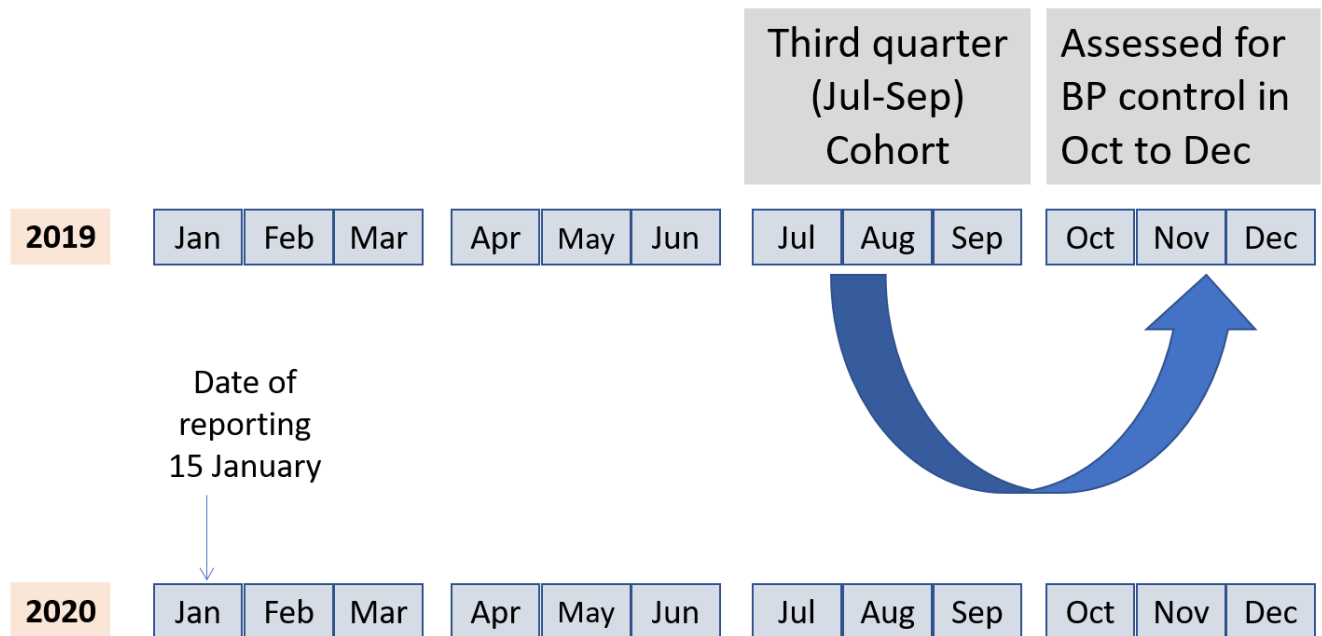 Third quarter
(Jul-Sep)
Cohort
Assessed for
BP control in
Oct to Dec
2019 Jan Feb Mar Apr May Jun Jul Aug Sep Oct Nov Dec
Date of
reporting
15 January
2020 Jan Feb Mar Apr May Jun Jul Aug Sep Oct Nov Dec